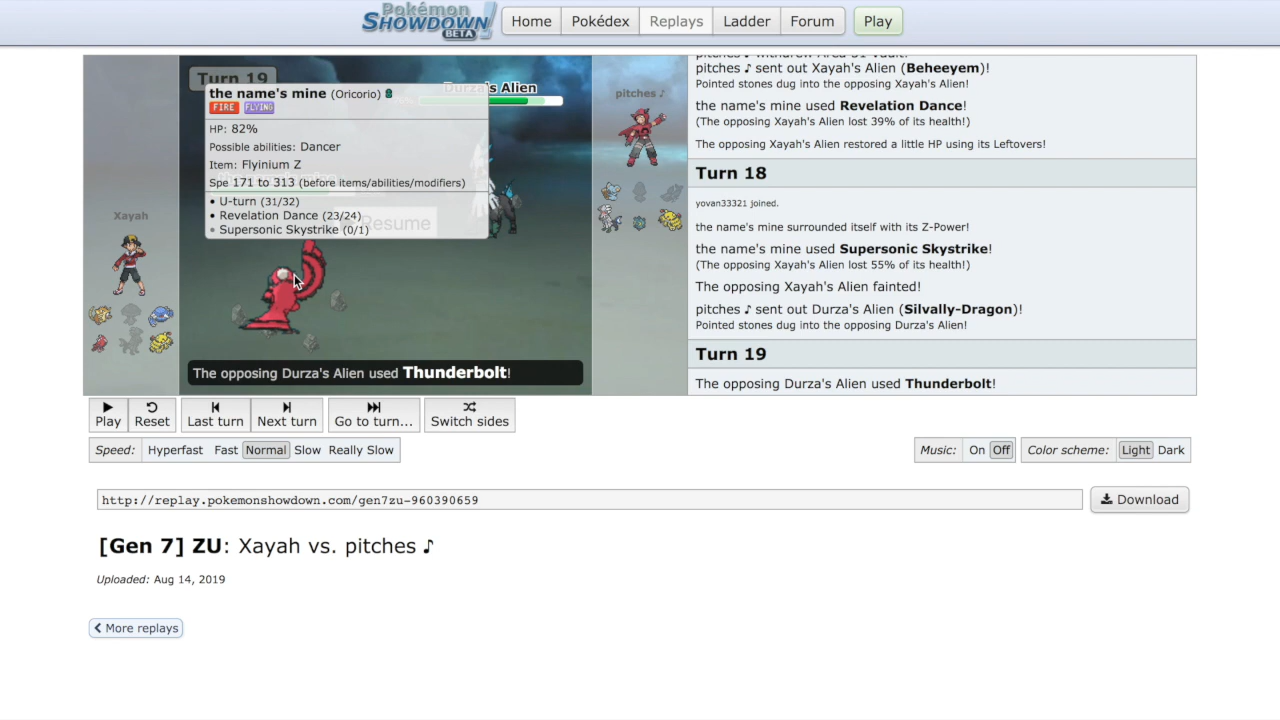 Pokémon
SHOWDOWN!
BETA
Home
Pokédex
Replays
Ladder
Forum
Play
Turn 19
the name's mine (Oricorio)
FIRE FLYING
HP: 82%
Possible abilities: Dancer
Item: Flyinium Z
Spe 171 to 313 (before items/abilities/modifiers)
• U-turn (31/32)
• Revelation Dance (23/24)
• Supersonic Skystrike (0/1)
Resume
Durza's Alien
Xayah
pitches ♪
The opposing Durza's Alien used Thunderbolt!
pitches ♪ sent out Xayah's Alien (Beheeyem)!
Pointed stones dug into the opposing Xayah's Alien!
the name's mine used Revelation Dance!
(The opposing Xayah's Alien lost 39% of its health!)
The opposing Xayah's Alien restored a little HP using its Leftovers!
Turn 18
yovan33321 joined.
the name's mine surrounded itself with its Z-Power!
the name's mine used Supersonic Skystrike!
(The opposing Xayah's Alien lost 55% of its health!)
The opposing Xayah's Alien fainted!
pitches ♪ sent out Durza's Alien (Silvally-Dragon)!
Pointed stones dug into the opposing Durza's Alien!
Turn 19
The opposing Durza's Alien used Thunderbolt!
Play
Reset
Last turn
Next turn
Go to turn...
Switch sides
Speed: Hyperfast Fast Normal Slow Really Slow
Music: On Off
Color scheme: Light Dark
http://replay.pokemonshowdown.com/gen7zu-960390659
Download
[Gen 7] ZU: Xayah vs. pitches ♪
Uploaded: Aug 14, 2019
More replays